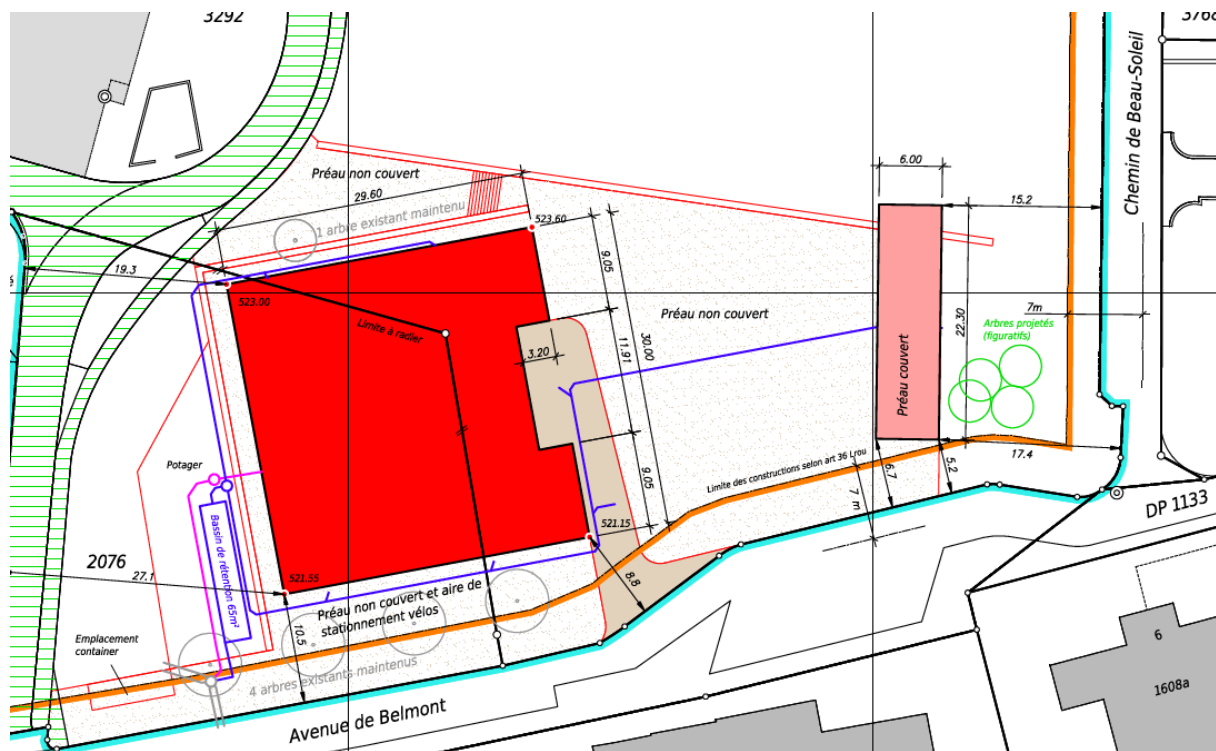 3292
3768
Chemin de Beau-Soleil
Préau non couvert
6.00
29.60
1 arbre existant maintenu
15.2
523.60
19.3
9.05
523.00
Limite à radier
Préau non couvert
7m
22.30
Arbres projetés
(figuratifs)
30.00
11.91
3.20
Préau couvert
Potager
9.05
Limite des constructions selon art 36 Lrou
17.4
5.2
6.7
7 m
DP 1133
Bassin de rétention 65m²
521.15
2076
27.1
521.55
8.8
Préau non couvert et aire de
stationnement vélos
10.5
Emplacement
container
4 arbres existants maintenus
6
1608a
Avenue de Belmont